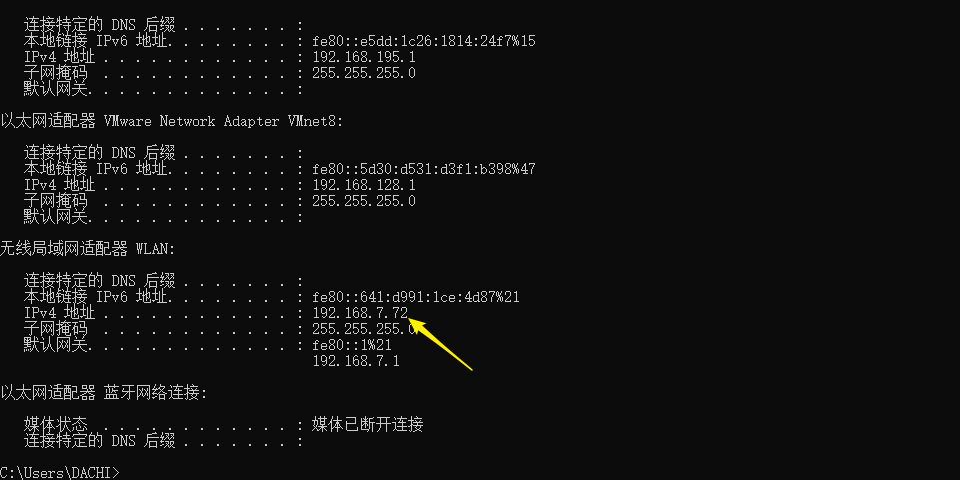 连接特定的 DNS 后缀 . . . . . . . :
本地链接 IPv6 地址. . . . . . . . : fe80::e5dd:1c26:1814:24f7%15
IPv4 地址 . . . . . . . . . . . . : 192.168.195.1
子网掩码 . . . . . . . . . . . . : 255.255.255.0
默认网关. . . . . . . . . . . . . :
以太网适配器 VMware Network Adapter VMnet8:
连接特定的 DNS 后缀 . . . . . . . :
本地链接 IPv6 地址. . . . . . . . : fe80::5d30:d531:d3f1:b398%47
IPv4 地址 . . . . . . . . . . . . : 192.168.128.1
子网掩码 . . . . . . . . . . . . : 255.255.255.0
默认网关. . . . . . . . . . . . . :
无线局域网适配器 WLAN:
连接特定的 DNS 后缀 . . . . . . . :
本地链接 IPv6 地址. . . . . . . . : fe80::641:d991:1ce:4d87%21
IPv4 地址 . . . . . . . . . . . . : 192.168.7.72
子网掩码 . . . . . . . . . . . . : 255.255.255.0
默认网关. . . . . . . . . . . . . : fe80::1%21
192.168.7.1
以太网适配器 蓝牙网络连接:
媒体状态 . . . . . . . . . . . . : 媒体已断开连接
连接特定的 DNS 后缀 . . . . . . . :
C:\Users\DACHI>